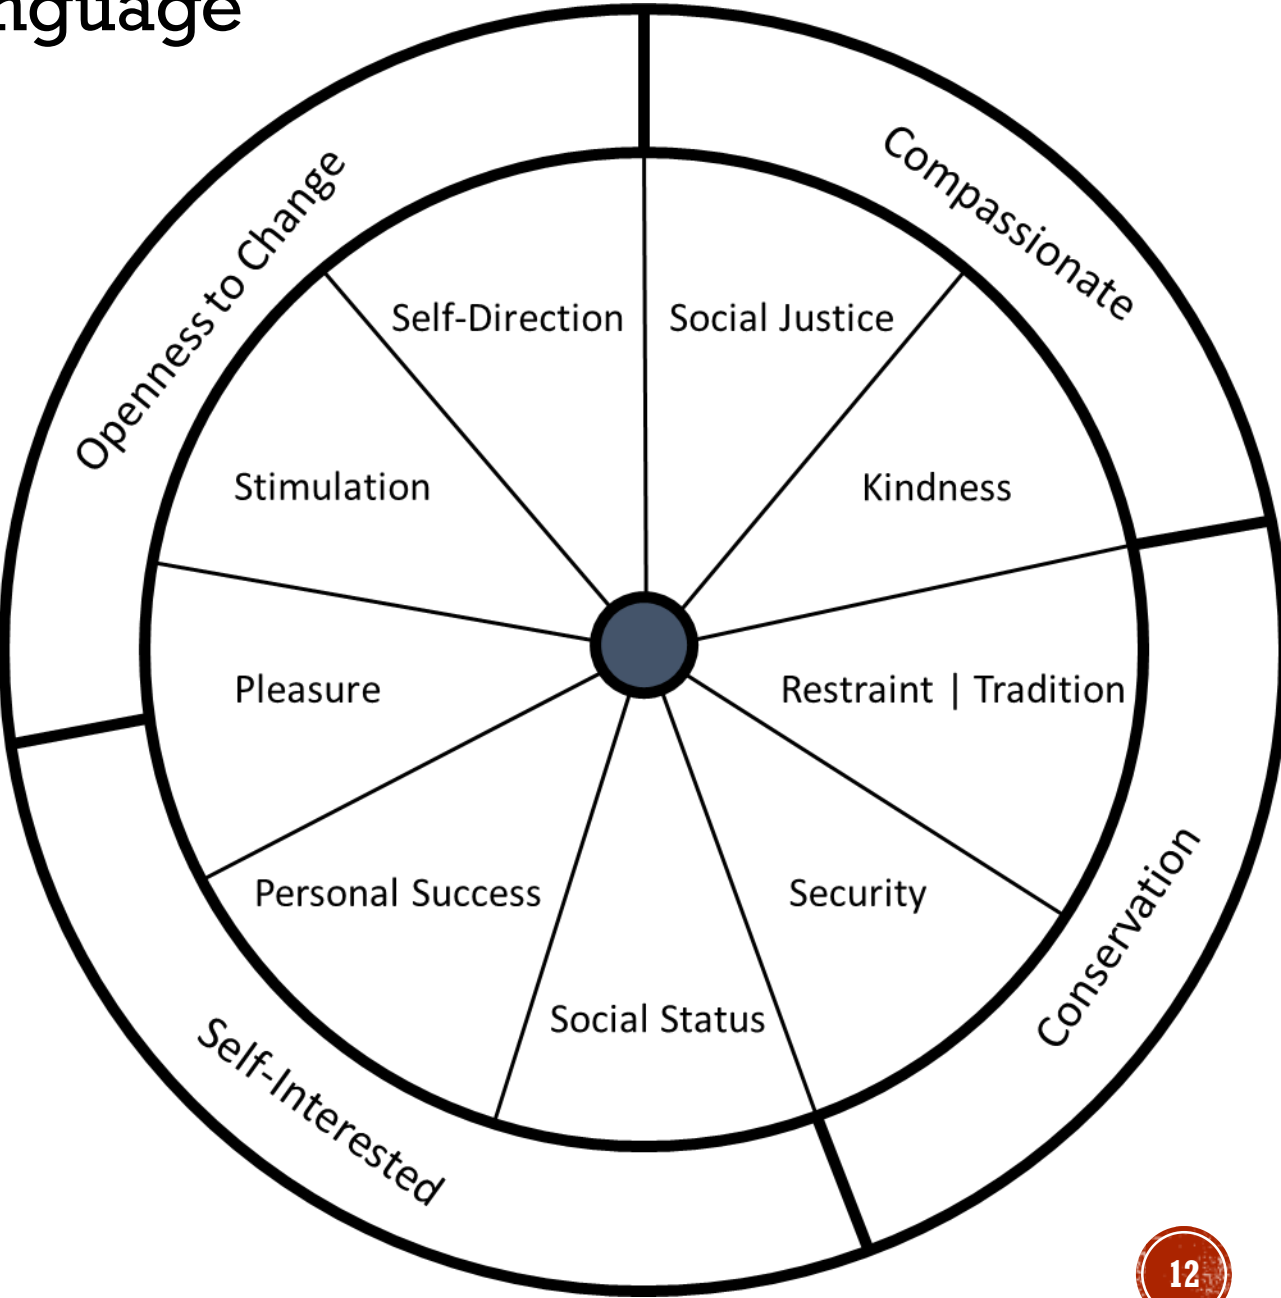 Compassionate
Openness to Change
Self-Direction
Social Justice
Stimulation
Kindness
Pleasure
Restraint | Tradition
Personal Success
Security
Conservation
Social Status
Self-Interested
12